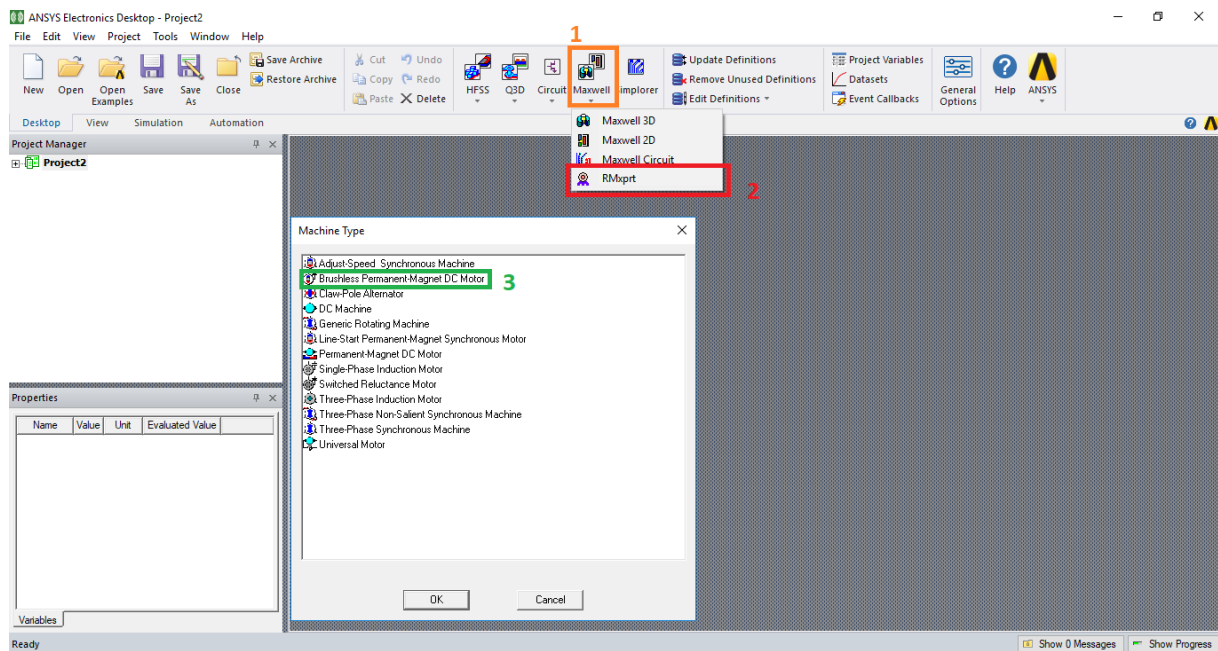 ANSYS Electronics Desktop - Project2
File Edit View Project Tools Window Help
1
New
Open
Open Examples
Save
Save As
Close
Save Archive
Restore Archive
Cut
Copy
Paste
Undo
Redo
Delete
HFSS
Q3D
Circuit
Maxwell
Simplorer
Update Definitions
Remove Unused Definitions
Edit Definitions
Project Variables
Datasets
Event Callbacks
General Options
Help
ANSYS
Desktop View Simulation Automation
Maxwell 3D
Maxwell 2D
Maxwell Circuit
RMxprt
2
Project Manager
Project2
Machine Type
Adjust-Speed Synchronous Machine
Brushless Permanent-Magnet DC Motor
3
Claw-Pole Alternator
DC Machine
Generic Rotating Machine
Line-Start Permanent-Magnet Synchronous Motor
Permanent-Magnet DC Motor
Single-Phase Induction Motor
Switched Reluctance Motor
Three-Phase Induction Motor
Three-Phase Non-Salient Synchronous Machine
Three-Phase Synchronous Machine
Universal Motor
OK Cancel
Properties
Name Value Unit Evaluated Value
Variables
Ready
Show 0 Messages
Show Progress